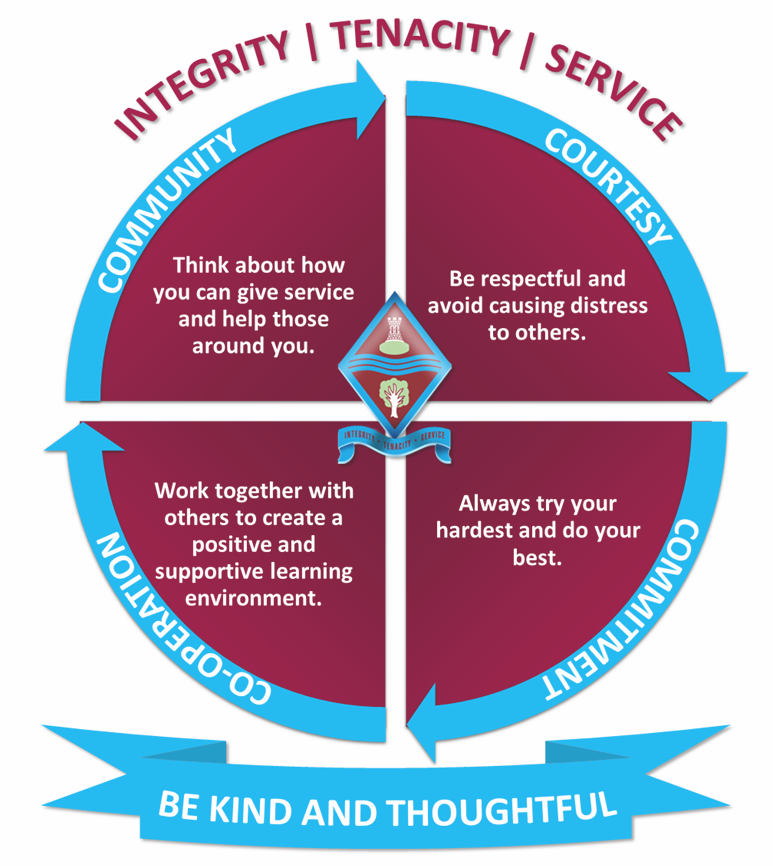 INTEGRITY | TENACITY | SERVICE
COMMUNITY
Think about how
you can give service
and help those
around you.
COURTESY
Be respectful and
avoid causing distress
to others.
INTEGRITY • TENACITY • SERVICE
CO-OPERATION
Work together with
others to create a
positive and
supportive learning
environment.
COMMITMENT
Always try your
hardest and do your
best.
BE KIND AND THOUGHTFUL